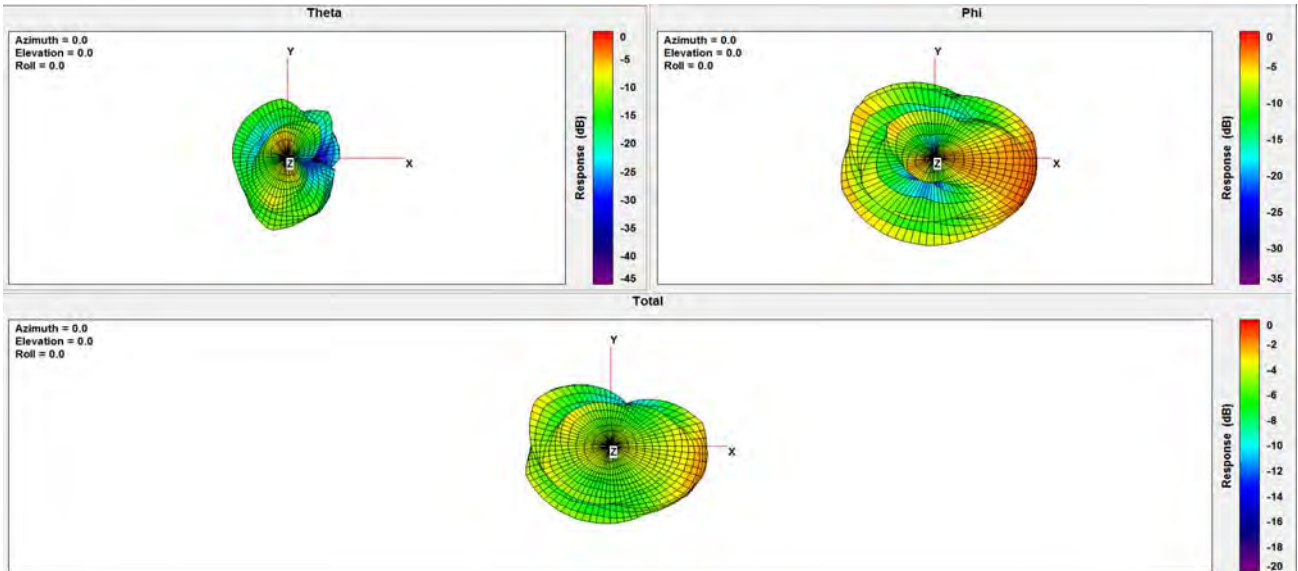 Theta
Azimuth = 0.0
Elevation = 0.0
Roll = 0.0
Y
X
Z
Response (dB)
0
-5
-10
-15
-20
-25
-30
-35
-40
-45
Phi
Azimuth = 0.0
Elevation = 0.0
Roll = 0.0
Y
X
Z
Response (dB)
0
-5
-10
-15
-20
-25
-30
-35
Total
Azimuth = 0.0
Elevation = 0.0
Roll = 0.0
Y
X
Z
Response (dB)
0
-2
-4
-6
-8
-10
-12
-14
-16
-18
-20